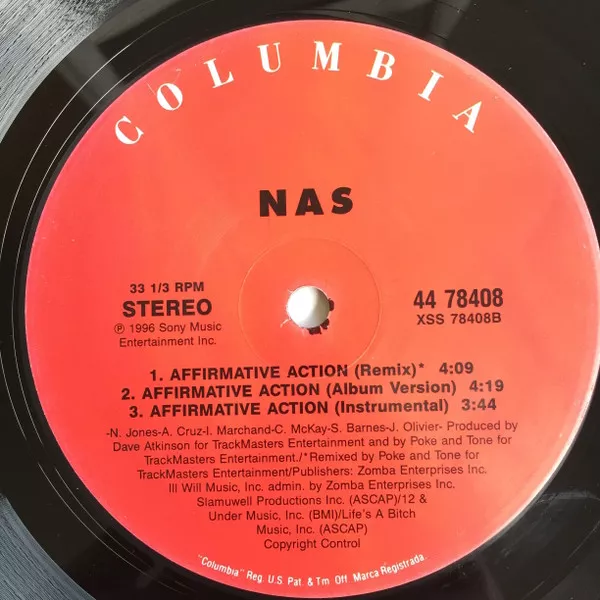 COLUMBIA
NAS
33 1/3 RPM
STEREO
℗ 1996 Sony Music
Entertainment Inc.
44 78408
XSS 78408B
1. AFFIRMATIVE ACTION (Remix)* 4:09
2. AFFIRMATIVE ACTION (Album Version) 4:19
3. AFFIRMATIVE ACTION (Instrumental) 3:44
-N. Jones-A. Cruz-I. Marchand-C. McKay-S. Barnes-J. Olivier- Produced by
Dave Atkinson for TrackMasters Entertainment and by Poke and Tone for
TrackMasters Entertainment./*Remixed by Poke and Tone for
TrackMasters Entertainment/Publishers: Zomba Enterprises Inc.
Ill Will Music, Inc. admin. by Zomba Enterprises Inc.
Slamuwell Productions Inc. (ASCAP)/12 &
Under Music, Inc. (BMI)/Life's A Bitch
Music, Inc. (ASCAP)
Copyright Control
"Columbia" Reg. U.S. Pat. & Tm. Off. Marca Registrada.